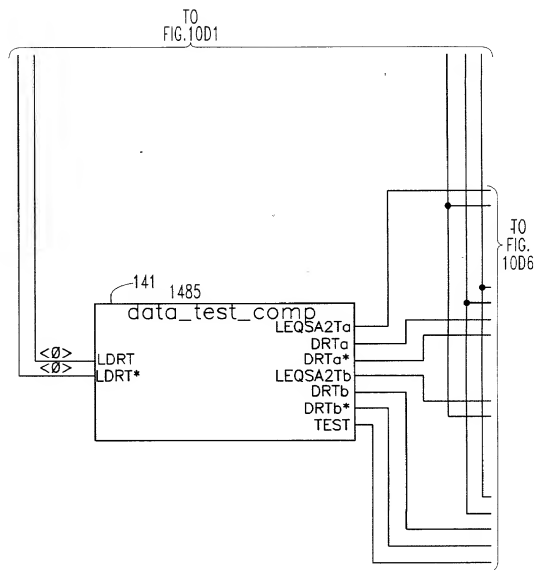 TO
FIG.10D1
TO
FIG.
10D6
141
1485
data_test_comp
LEQSA2Ta
DRTa
<Ø> LDRT DRTa*
<Ø> LDRT* LEQSA2Tb
DRTb
DRTb*
TEST